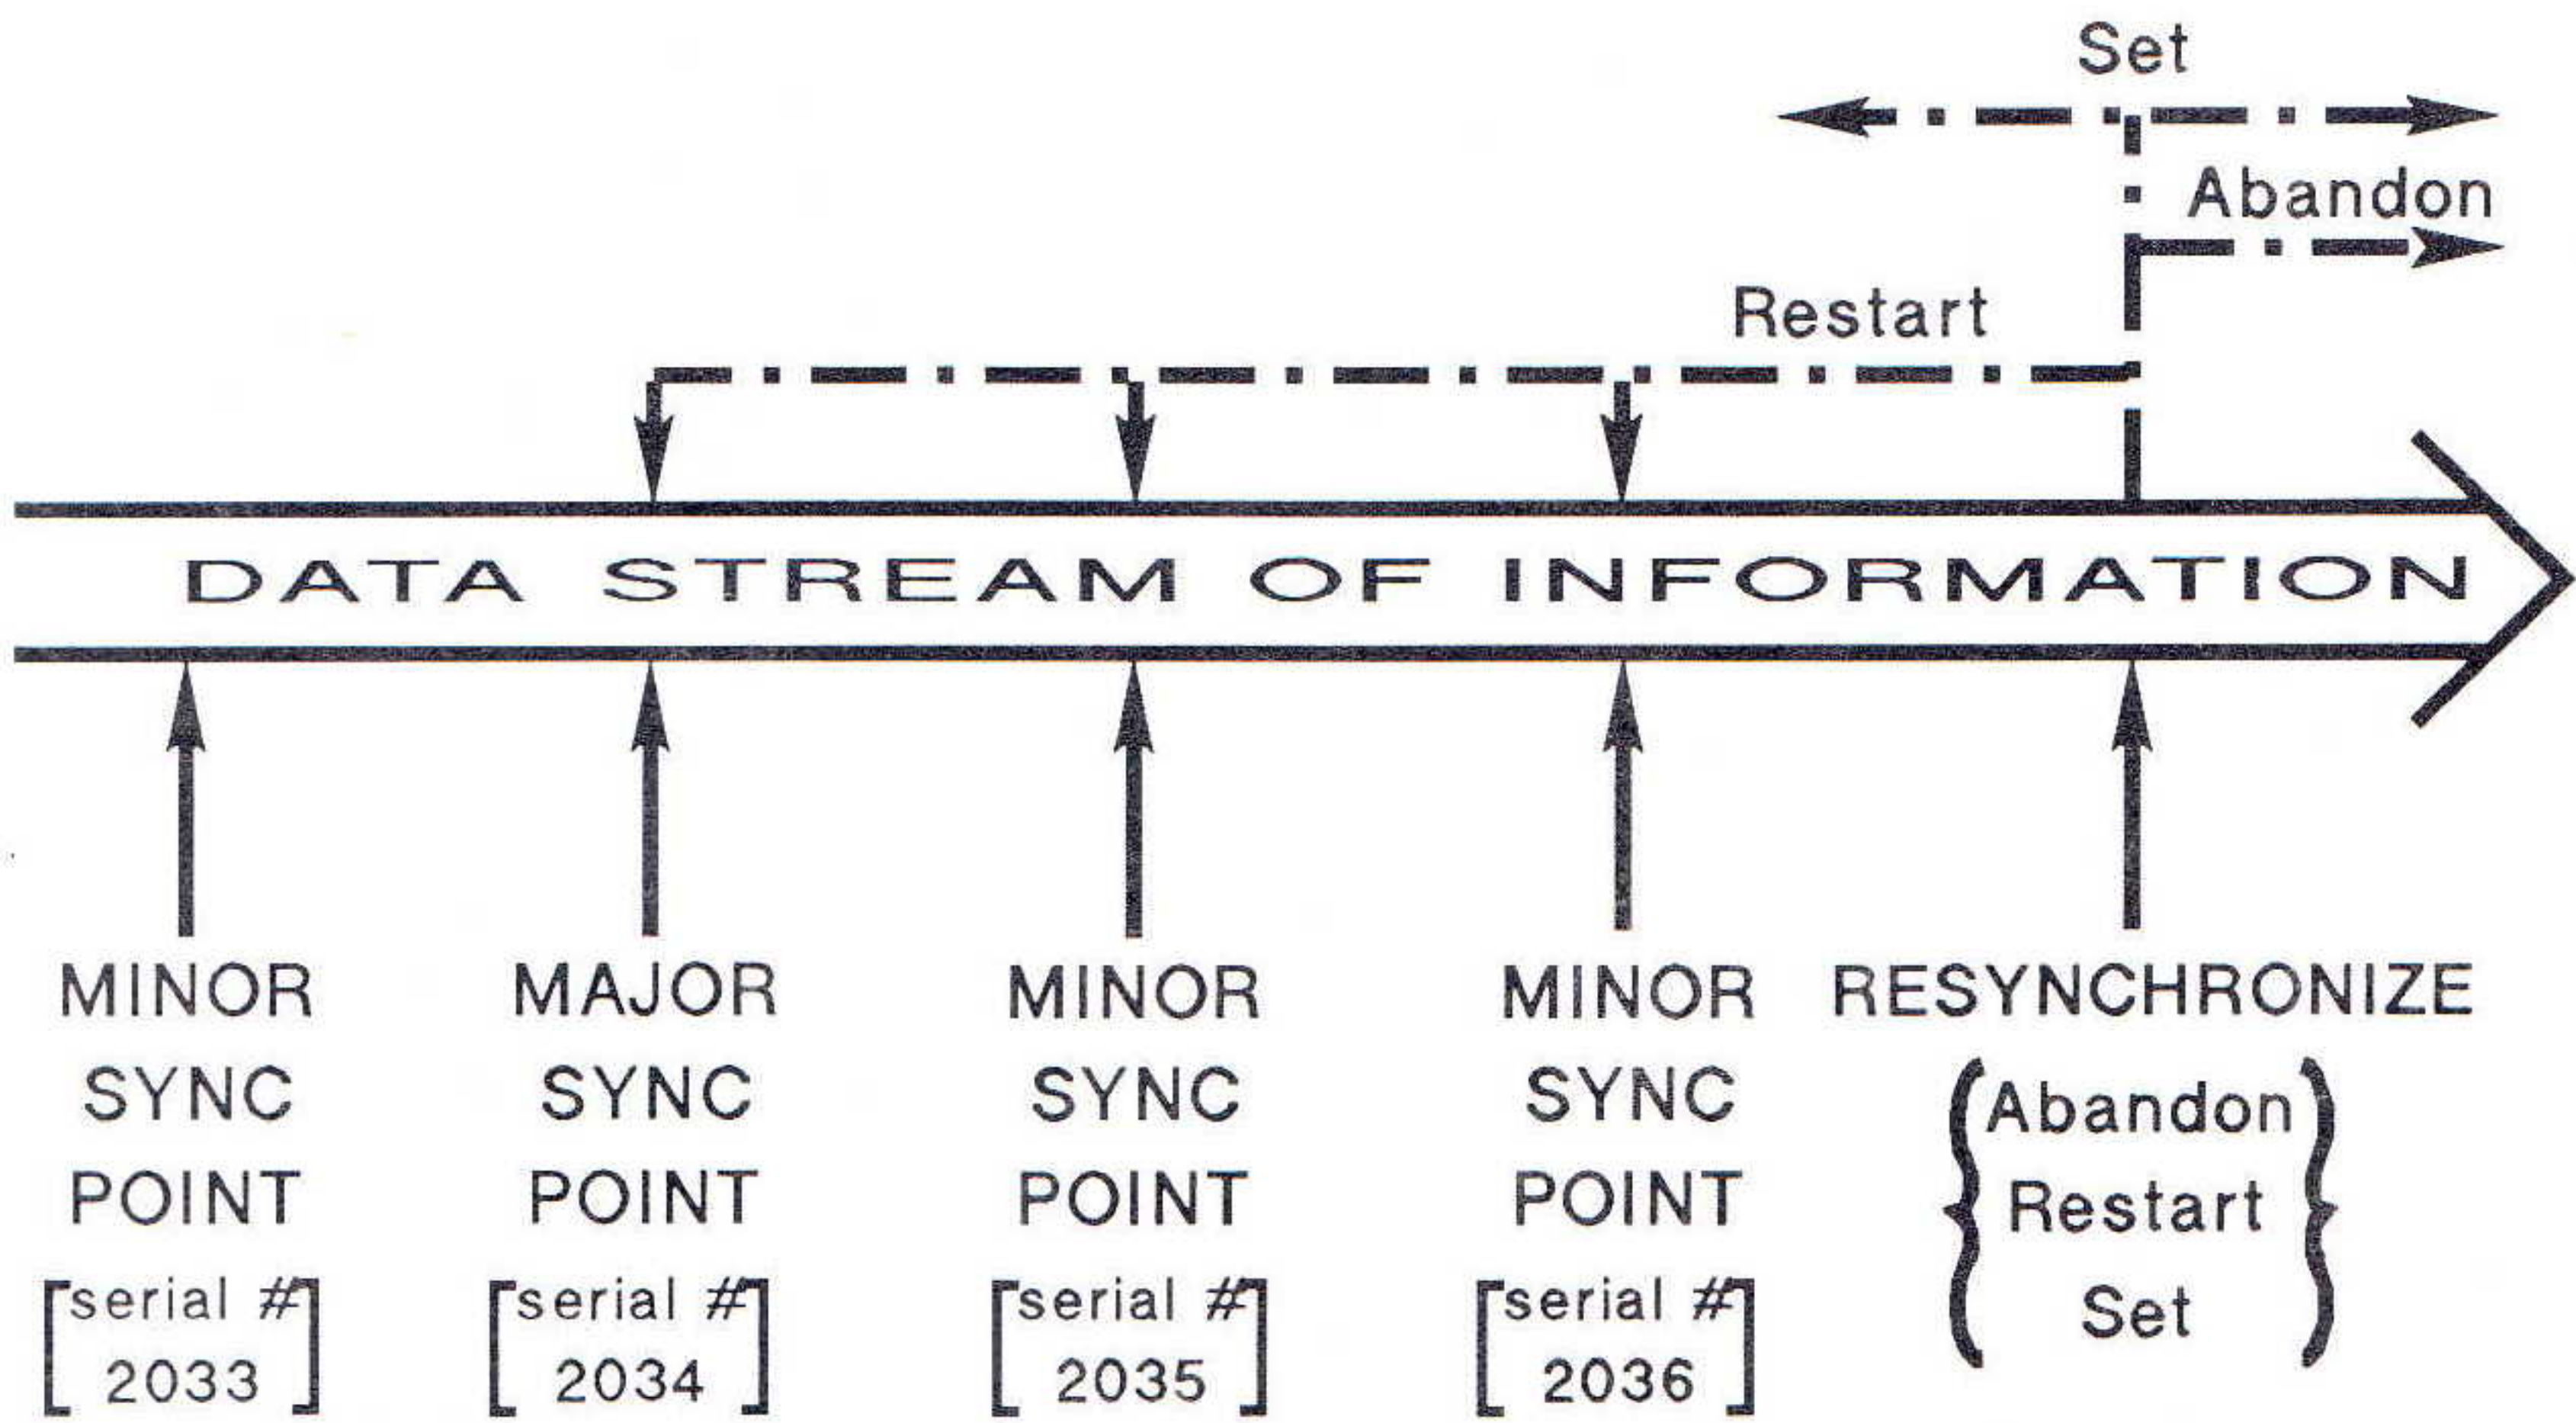 Set
Abandon
Restart
DATA STREAM OF INFORMATION
MINOR
SYNC
POINT
[serial #
2033]
MAJOR
SYNC
POINT
[serial #
2034]
MINOR
SYNC
POINT
[serial #
2035]
MINOR
SYNC
POINT
[serial #
2036]
RESYNCHRONIZE
{Abandon
Restart
Set}